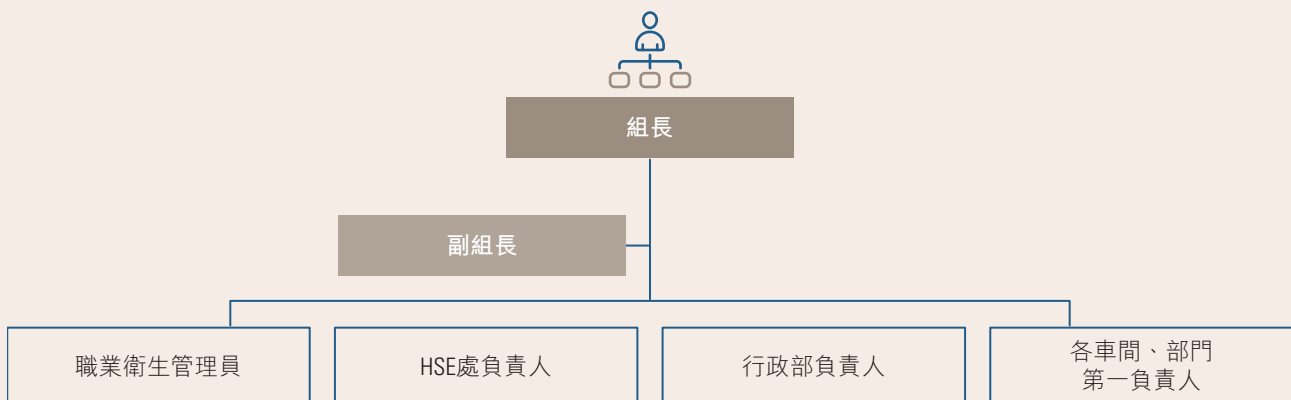 組長
副組長
職業衛生管理員
HSE處負責人
行政部負責人
各車間、部門
第一負責人